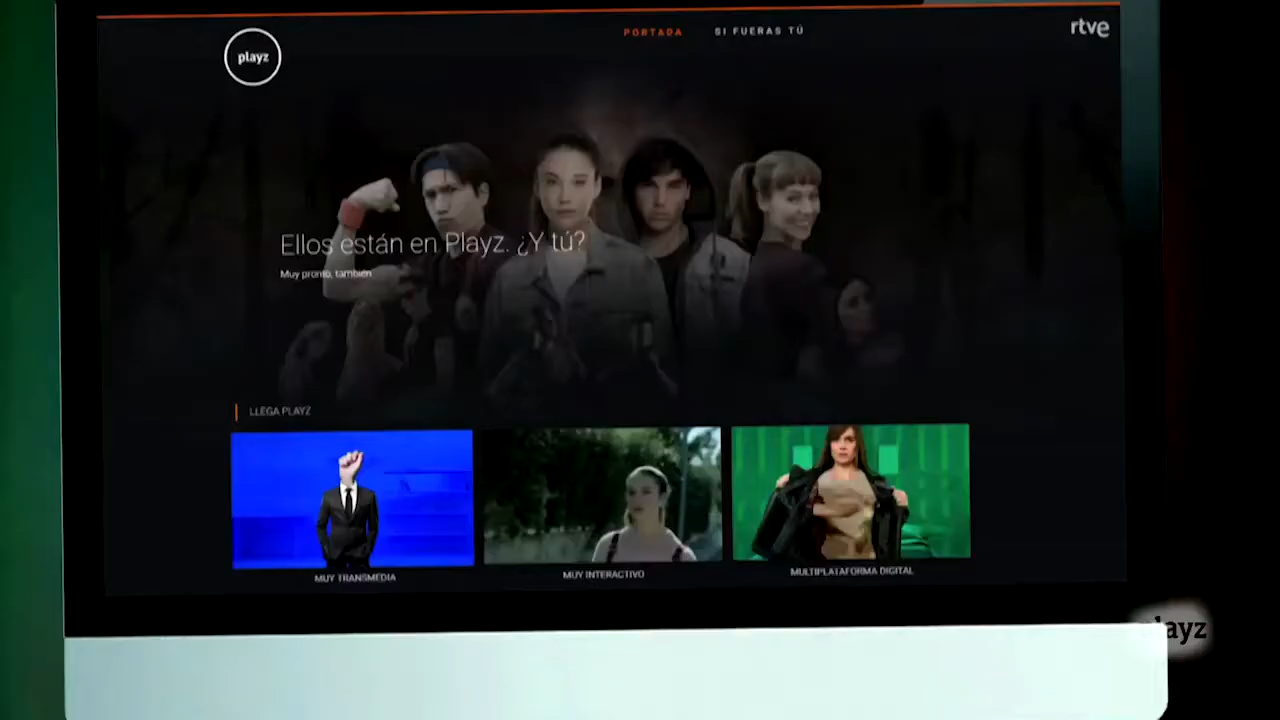 playz
PORTADA SI FUERAS TÚ
rtve
Ellos están en Playz. ¿Y tú?
Muy pronto, también
LLEGA PLAYZ
MUY TRANSMEDIA
MUY INTERACTIVO
MULTIPLATAFORMA DIGITAL
playz